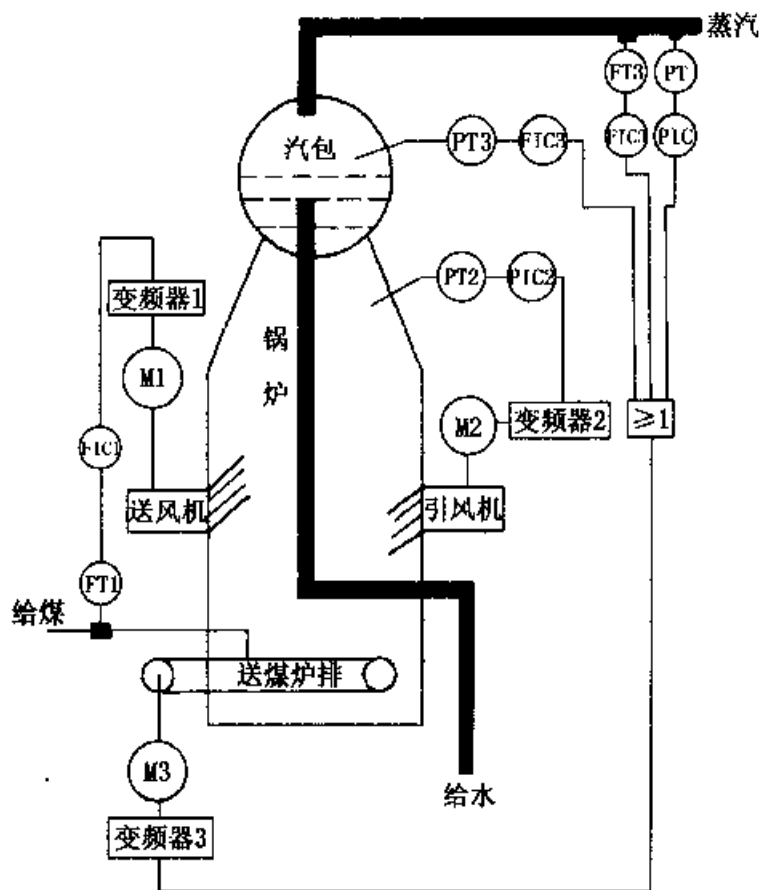 蒸汽
FT3
PT
汽包
PT3
FIC3
FIC3
PIC
变频器1
PT2
PIC2
锅炉
M1
M2
变频器2
≥1
FIC1
送风机
引风机
FT1
给煤
送煤炉排
M3
给水
变频器3